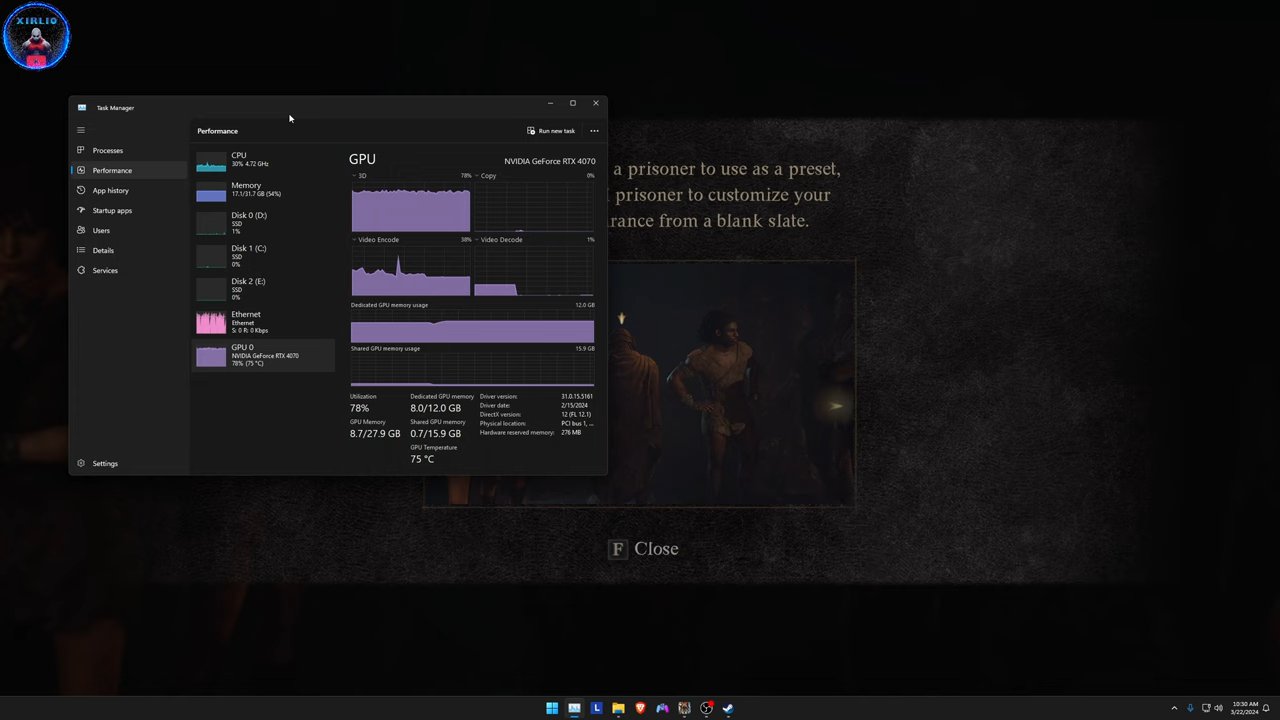 XIRLIO
Task Manager
Performance
Run new task
Processes
Performance
App history
Startup apps
Users
Details
Services
Settings
CPU
30% 4.72 GHz
Memory
17.1/31.7 GB (54%)
Disk 0 (D:)
SSD
1%
Disk 1 (C:)
SSD
0%
Disk 2 (E:)
SSD
0%
Ethernet
Ethernet
S: 0 R: 0 Kbps
GPU 0
NVIDIA GeForce RTX 4070
78% (75 °C)
GPU NVIDIA GeForce RTX 4070
3D 78% Copy 0%
Video Encode 38% Video Decode 1%
Dedicated GPU memory usage 12.0 GB
Shared GPU memory usage 15.9 GB
Utilization
78%
Dedicated GPU memory
8.0/12.0 GB
GPU Memory
8.7/27.9 GB
Shared GPU memory
0.7/15.9 GB
GPU Temperature
75 °C
Driver version: 31.0.15.5161
Driver date: 2/15/2024
DirectX version: 12 (FL 12.1)
Physical location: PCI bus 1, ...
Hardware reserved memory: 276 MB
a prisoner to use as a preset,
prisoner to customize your
rance from a blank slate.
F Close
L
10:30 AM
3/22/2024